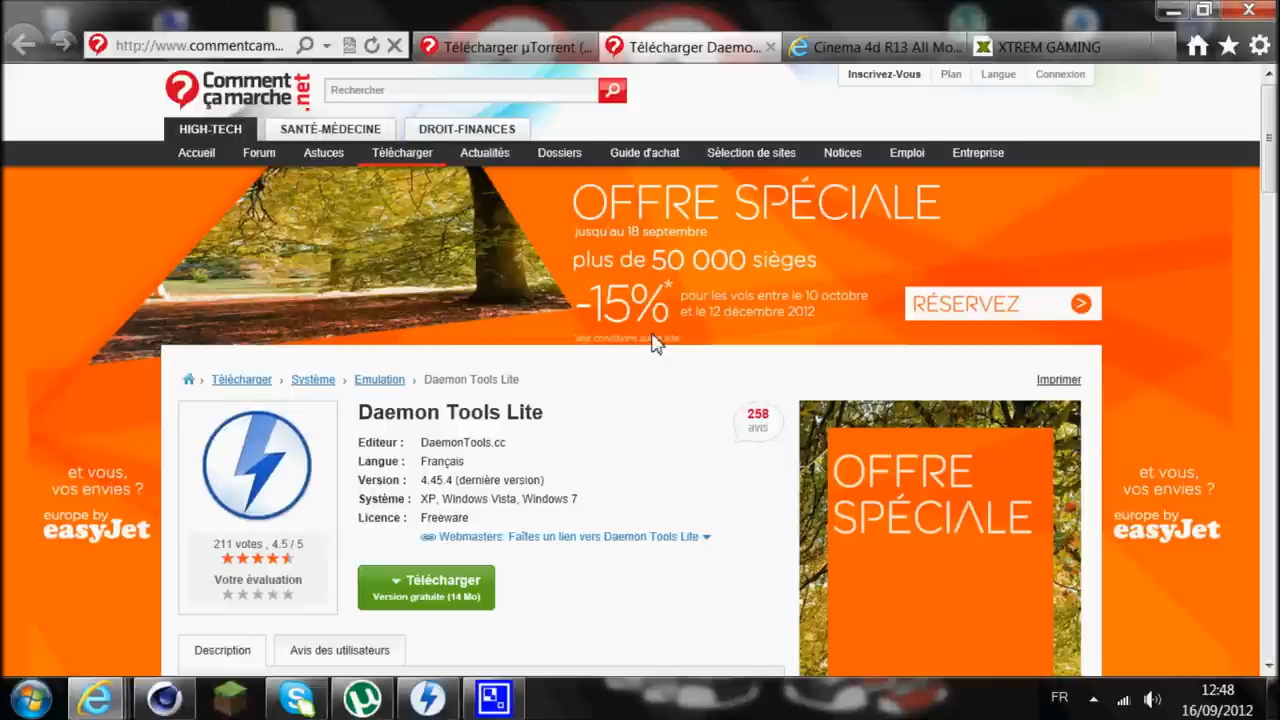 http://www.commentcam...
Télécharger µTorrent (...
Télécharger Daemo...
Cinema 4d R13 All Mo...
XTREM GAMING
Comment
çamarche
.net
Rechercher
Inscrivez-Vous
Plan
Langue
Connexion
HIGH-TECH
SANTÉ-MÉDECINE
DROIT-FINANCES
Accueil
Forum
Astuces
Télécharger
Actualités
Dossiers
Guide d'achat
Sélection de sites
Notices
Emploi
Entreprise
OFFRE SPÉCIALE
jusqu'au 18 septembre
plus de 50 000 sièges
-15%*
pour les vols entre le 10 octobre
et le 12 décembre 2012
RÉSERVEZ
Télécharger
Système
Emulation
Daemon Tools Lite
Imprimer
Daemon Tools Lite
258
avis
Editeur : DaemonTools.cc
Langue : Français
Version : 4.45.4 (dernière version)
Système : XP, Windows Vista, Windows 7
Licence : Freeware
Webmasters: Faîtes un lien vers Daemon Tools Lite
211 votes , 4.5 / 5
Votre évaluation
Télécharger
Version gratuite (14 Mo)
Description
Avis des utilisateurs
OFFRE
SPÉCIALE
et vous,
vos envies ?
europe by
easyJet
et vous,
vos envies ?
europe by
easyJet
FR
12:48
16/09/2012